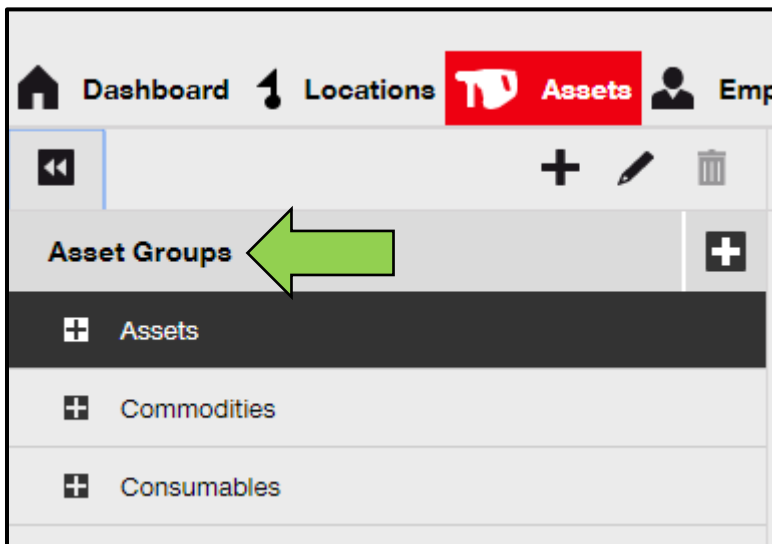 Dashboard Locations Assets Emp
Asset Groups
Assets
Commodities
Consumables